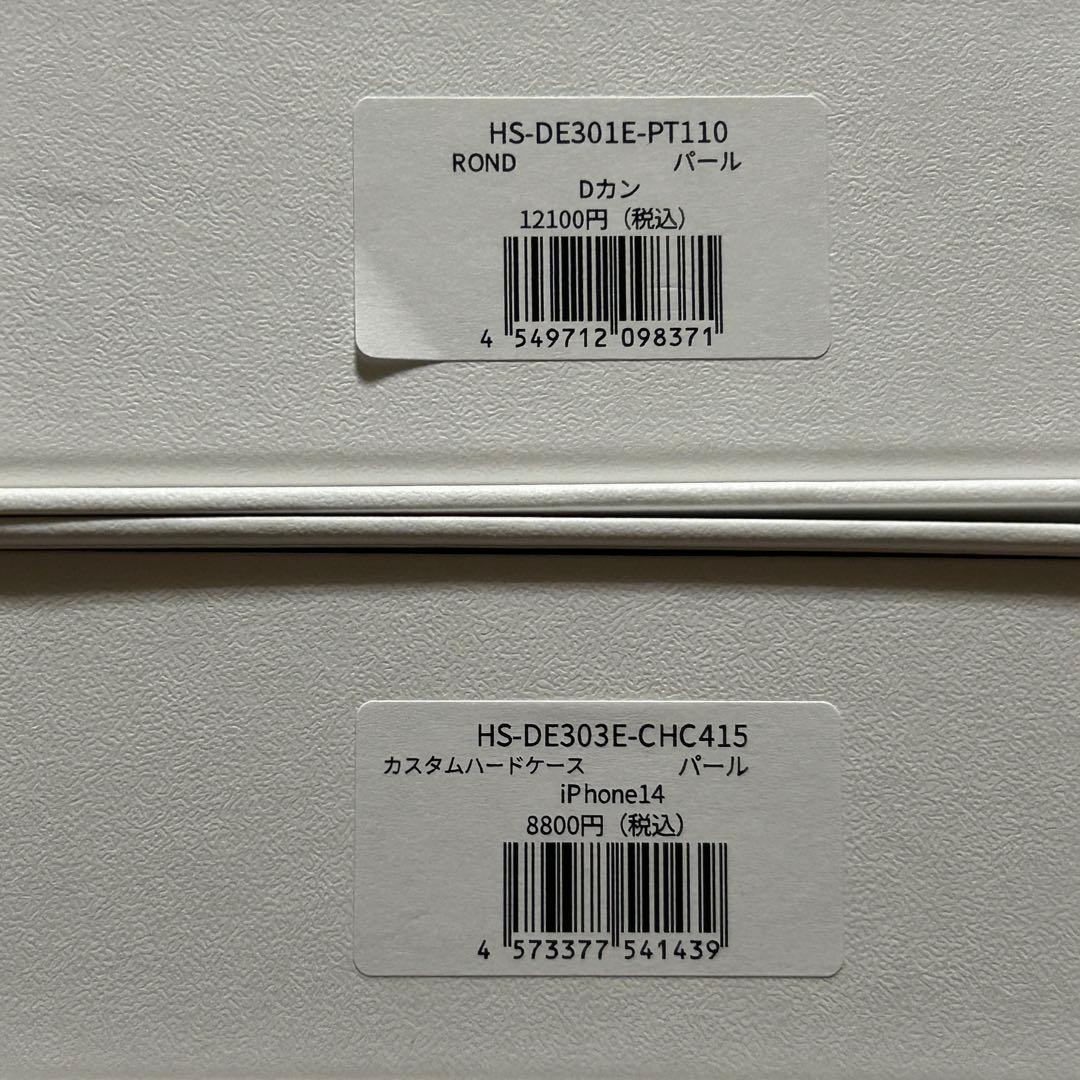 HS-DE301E-PT110
ROND パール
Dカン
12100円（税込）
4 549712 098371
HS-DE303E-CHC415
カスタムハードケース パール
iPhone14
8800円（税込）
4 573377 541439